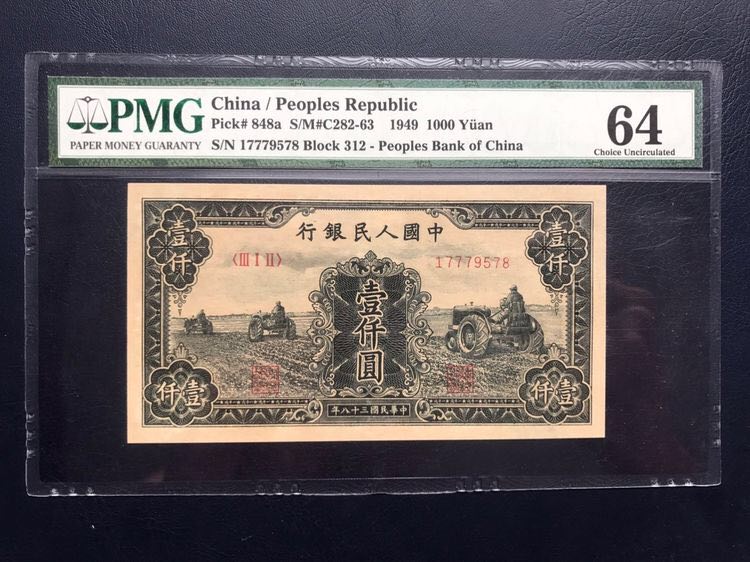 PMG
PAPER MONEY GUARANTY
China / Peoples Republic
Pick# 848a S/M#C282-63 1949 1000 Yüan
S/N 17779578 Block 312 - Peoples Bank of China
64
Choice Uncirculated
行銀民人國中
壹仟
壹仟
〈III I II〉
17779578
壹仟圓
仟壹
仟壹
年八十三國民華中